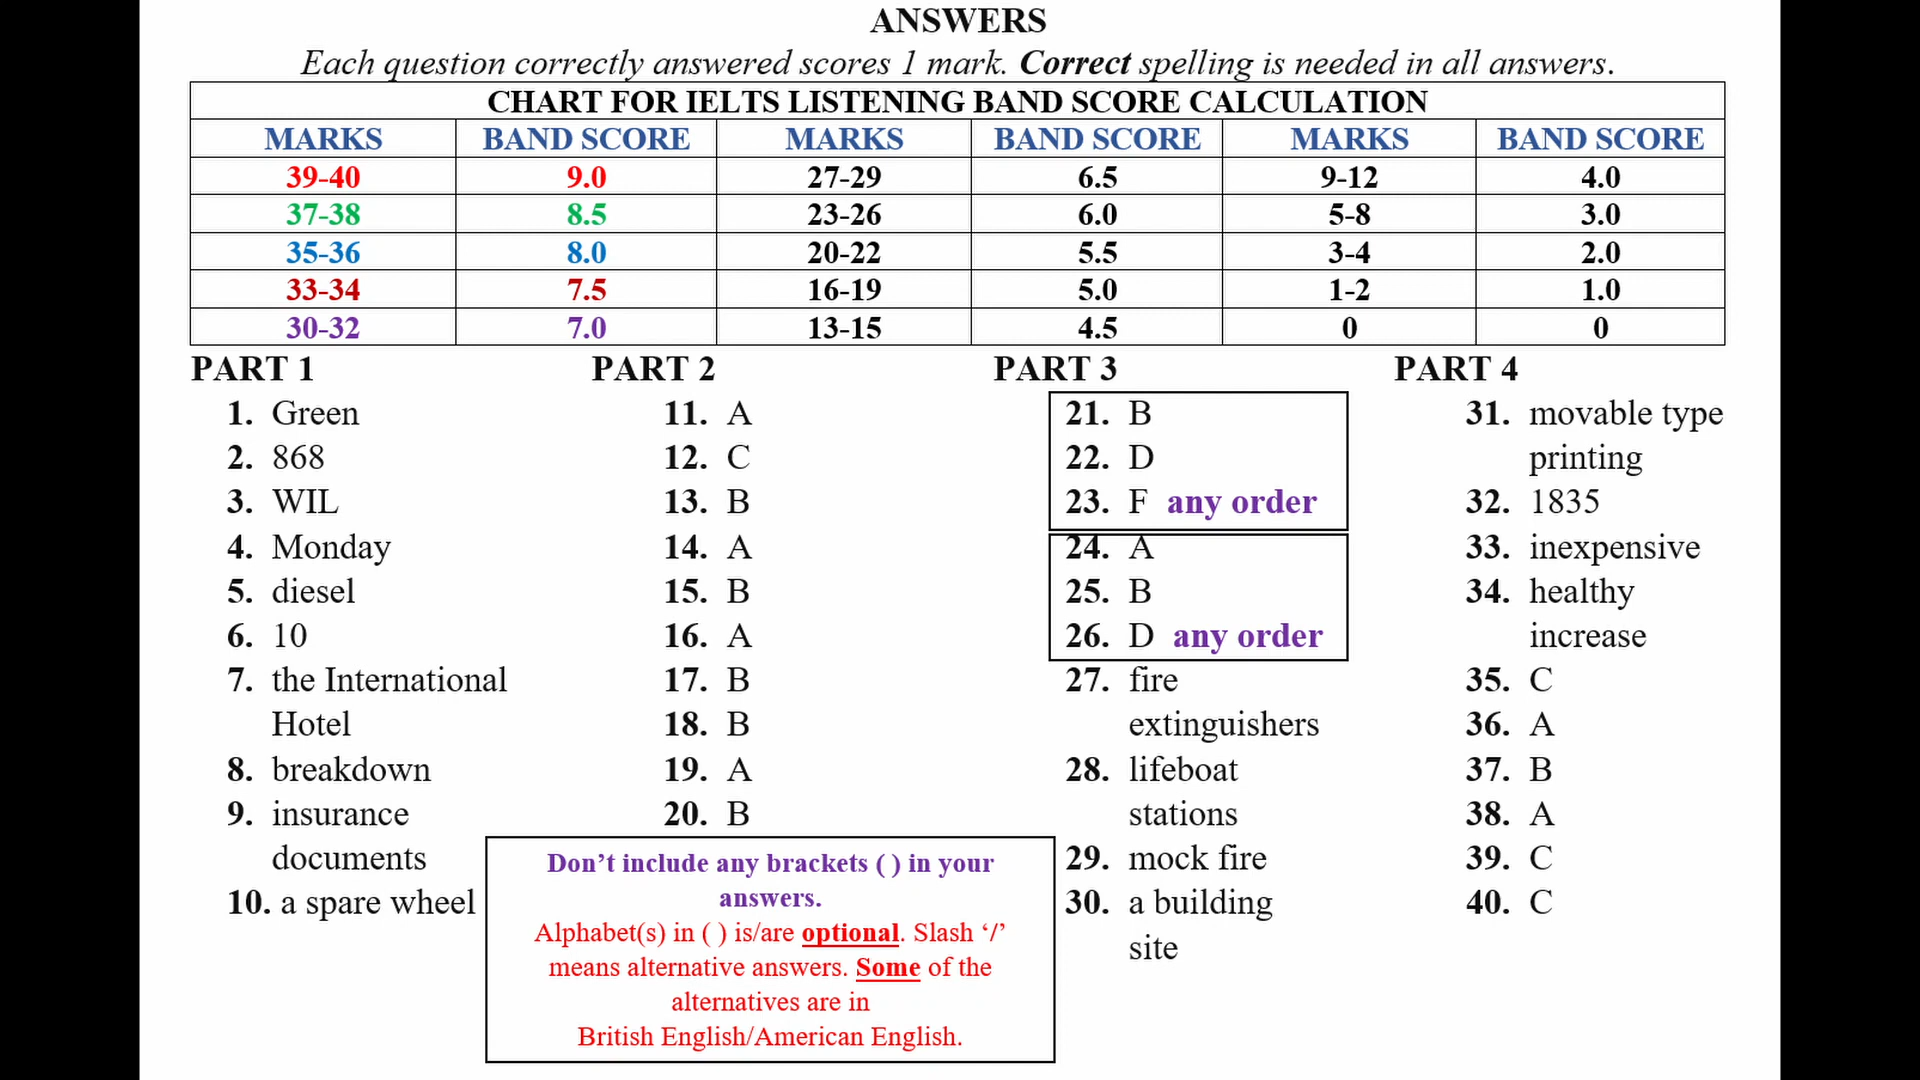 ANSWERS
Each question correctly answered scores 1 mark. Correct spelling is needed in all answers.
CHART FOR IELTS LISTENING BAND SCORE CALCULATION
MARKS BAND SCORE MARKS BAND SCORE MARKS BAND SCORE
39-40 9.0 27-29 6.5 9-12 4.0
37-38 8.5 23-26 6.0 5-8 3.0
35-36 8.0 20-22 5.5 3-4 2.0
33-34 7.5 16-19 5.0 1-2 1.0
30-32 7.0 13-15 4.5 0 0
PART 1
1. Green
2. 868
3. WIL
4. Monday
5. diesel
6. 10
7. the International
Hotel
8. breakdown
9. insurance
documents
10. a spare wheel
PART 2
11. A
12. C
13. B
14. A
15. B
16. A
17. B
18. B
19. A
20. B
Don’t include any brackets ( ) in your
answers.
Alphabet(s) in ( ) is/are optional. Slash ‘/’
means alternative answers. Some of the
alternatives are in
British English/American English.
PART 3
21. B
22. D
23. F any order
24. A
25. B
26. D any order
27. fire
extinguishers
28. lifeboat
stations
29. mock fire
30. a building
site
PART 4
31. movable type
printing
32. 1835
33. inexpensive
34. healthy
increase
35. C
36. A
37. B
38. A
39. C
40. C